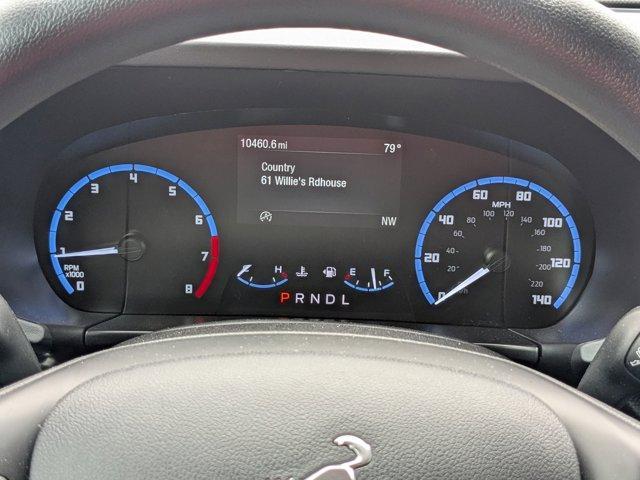 10460.6 mi 79°
Country
61 Willie's Rdhouse
NW
0 1 2 3 4 5 6 7 8
RPM
x1000
H E F
P R N D L
0 20 40 60 80 100 120 140
MPH
20 40 60 80 100 120 140 160 180 200 220